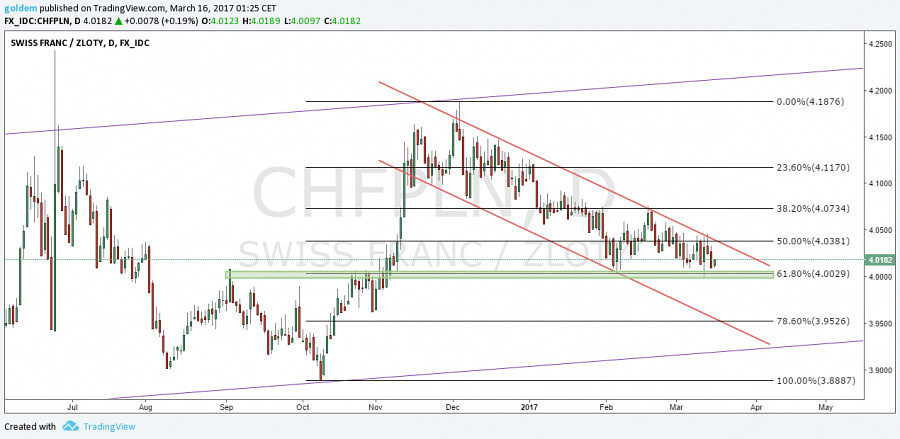 goldem published on TradingView.com, March 16, 2017 01:25 CET
FX_IDC:CHFPLN, D 4.0182 ▲ +0.0078 (+0.19%) O:4.0123 H:4.0189 L:4.0097 C:4.0182
SWISS FRANC / ZLOTY, D, FX_IDC
CHFPLN, D
SWISS FRANC / ZLOTY
0.00%(4.1876)
23.60%(4.1170)
38.20%(4.0734)
50.00%(4.0381)
61.80%(4.0029)
78.60%(3.9526)
100.00%(3.8887)
4.2500
4.2000
4.1500
4.1000
4.0500
4.0182
4.0000
3.9500
3.9000
Jul Aug Sep Oct Nov Dec 2017 Feb Mar Apr May
Created with TradingView